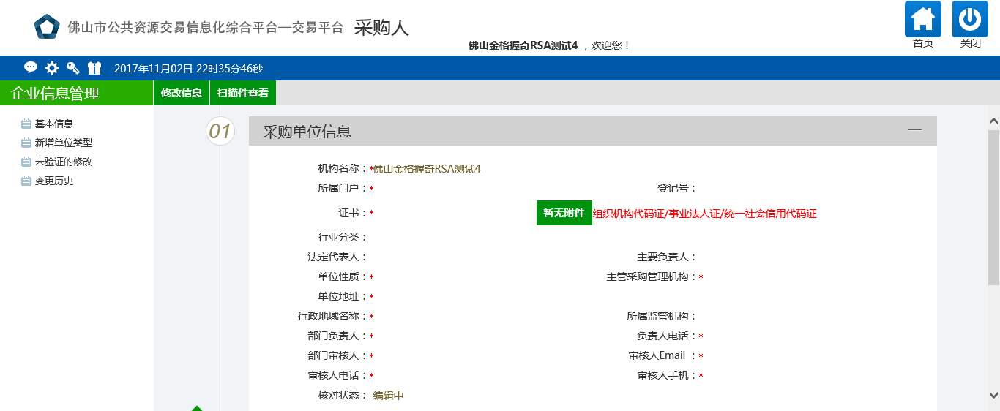 佛山市公共资源交易信息化综合平台—交易平台 采购人
佛山金格握奇RSA测试4 ，欢迎您！
首页
关闭
2017年11月02日 22时35分46秒
企业信息管理
修改信息
扫描件查看
基本信息
新增单位类型
未验证的修改
变更历史
01
采购单位信息
机构名称：*佛山金格握奇RSA测试4
所属门户：*
登记号：
证书：*
暂无附件 组织机构代码证/事业法人证/统一社会信用代码证
行业分类：
法定代表人：
主要负责人：
单位性质：*
主管采购管理机构：*
单位地址：*
行政地域名称：*
所属监管机构：
部门负责人：*
负责人电话：*
部门审核人：*
审核人Email ：*
审核人电话：*
审核人手机：*
核对状态： 编辑中